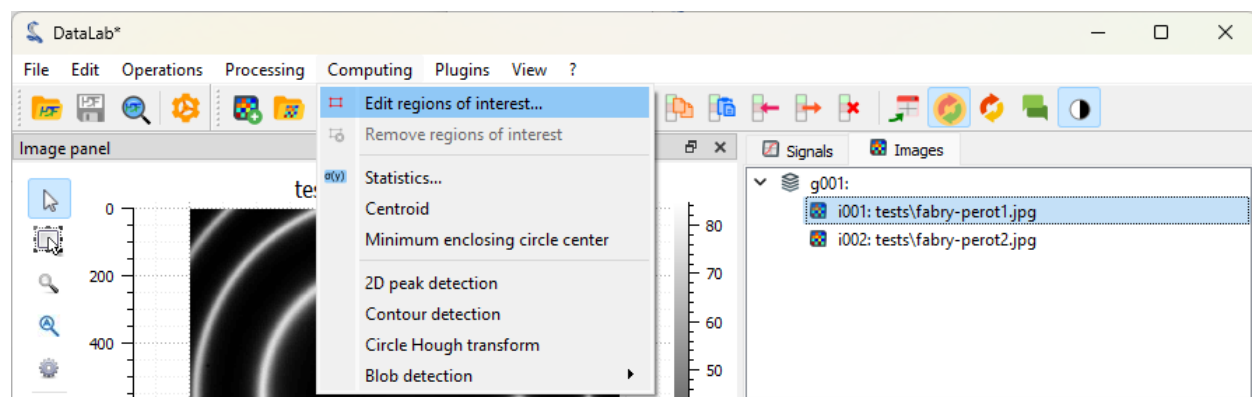 DataLab*
File Edit Operations Processing Computing Plugins View ?
Edit regions of interest...
Remove regions of interest
σ(y) Statistics...
Centroid
Minimum enclosing circle center
2D peak detection
Contour detection
Circle Hough transform
Blob detection
Image panel
tes
0
200
400
80
70
60
50
Signals Images
g001:
i001: tests\fabry-perot1.jpg
i002: tests\fabry-perot2.jpg